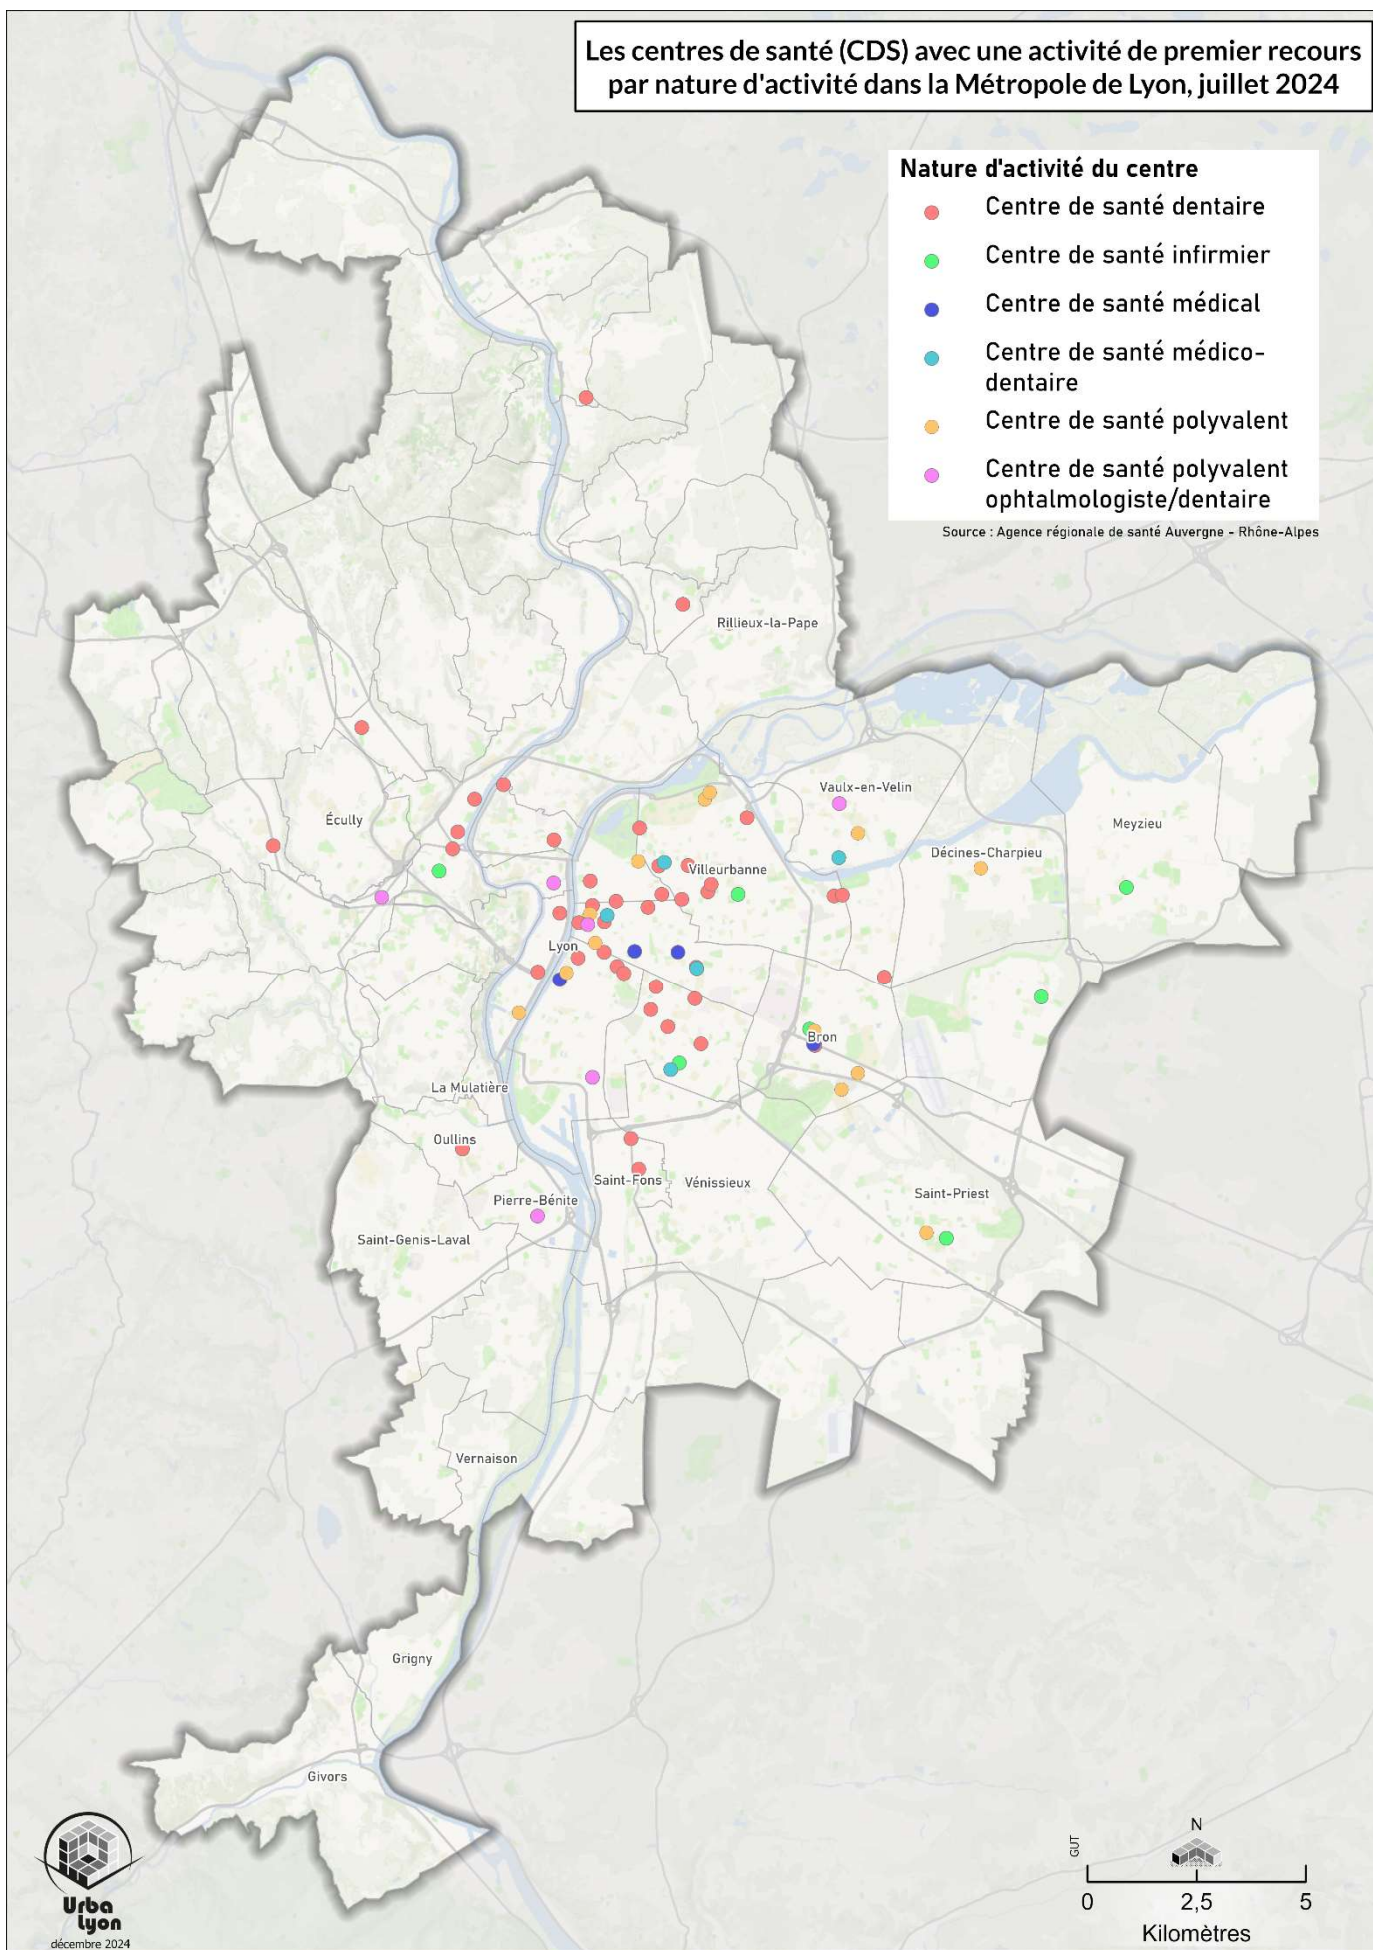 Les centres de santé (CDS) avec une activité de premier recours
par nature d'activité dans la Métropole de Lyon, juillet 2024
Nature d'activité du centre
Centre de santé dentaire
Centre de santé infirmier
Centre de santé médical
Centre de santé médico-
dentaire
Centre de santé polyvalent
Centre de santé polyvalent
ophtalmologiste/dentaire
Source : Agence régionale de santé Auvergne - Rhône-Alpes
Rillieux-la-Pape
Vaulx-en-Velin
Écully
Meyzieu
Décines-Charpieu
Villeurbanne
Lyon
Bron
La Mulatière
Oullins
Saint-Fons
Vénissieux
Saint-Priest
Pierre-Bénite
Saint-Genis-Laval
Vernaison
Grigny
Givors
Urba
Lyon
décembre 2024
GUT
N
0 2,5 5
Kilomètres